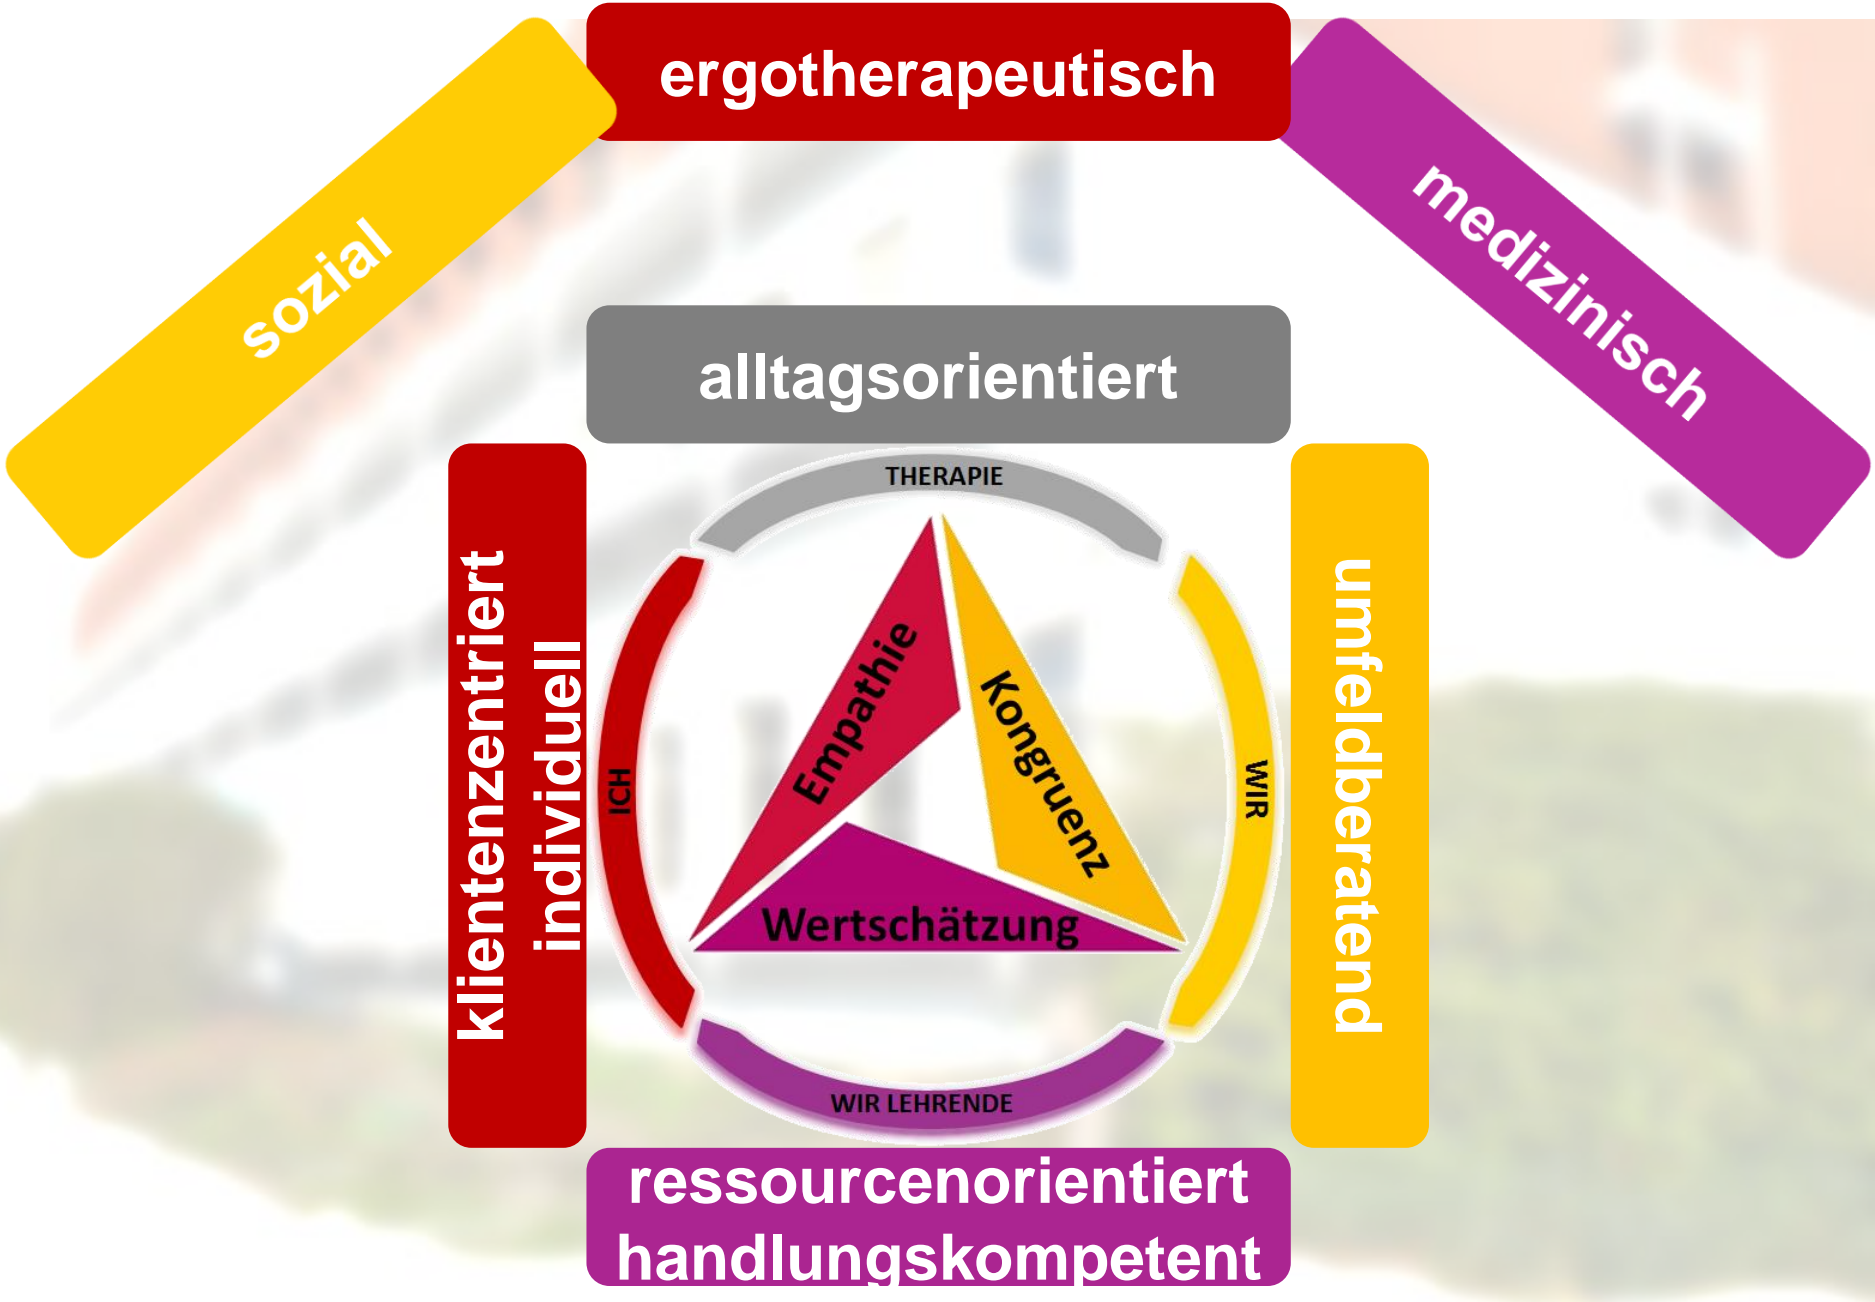 ergotherapeutisch
sozial
medizinisch
alltagsorientiert
klientenzentriert
individuell
umfeldberatend
THERAPIE
ICH
WIR
Empathie
Kongruenz
Wertschätzung
WIR LEHRENDE
ressourcenorientiert
handlungskompetent